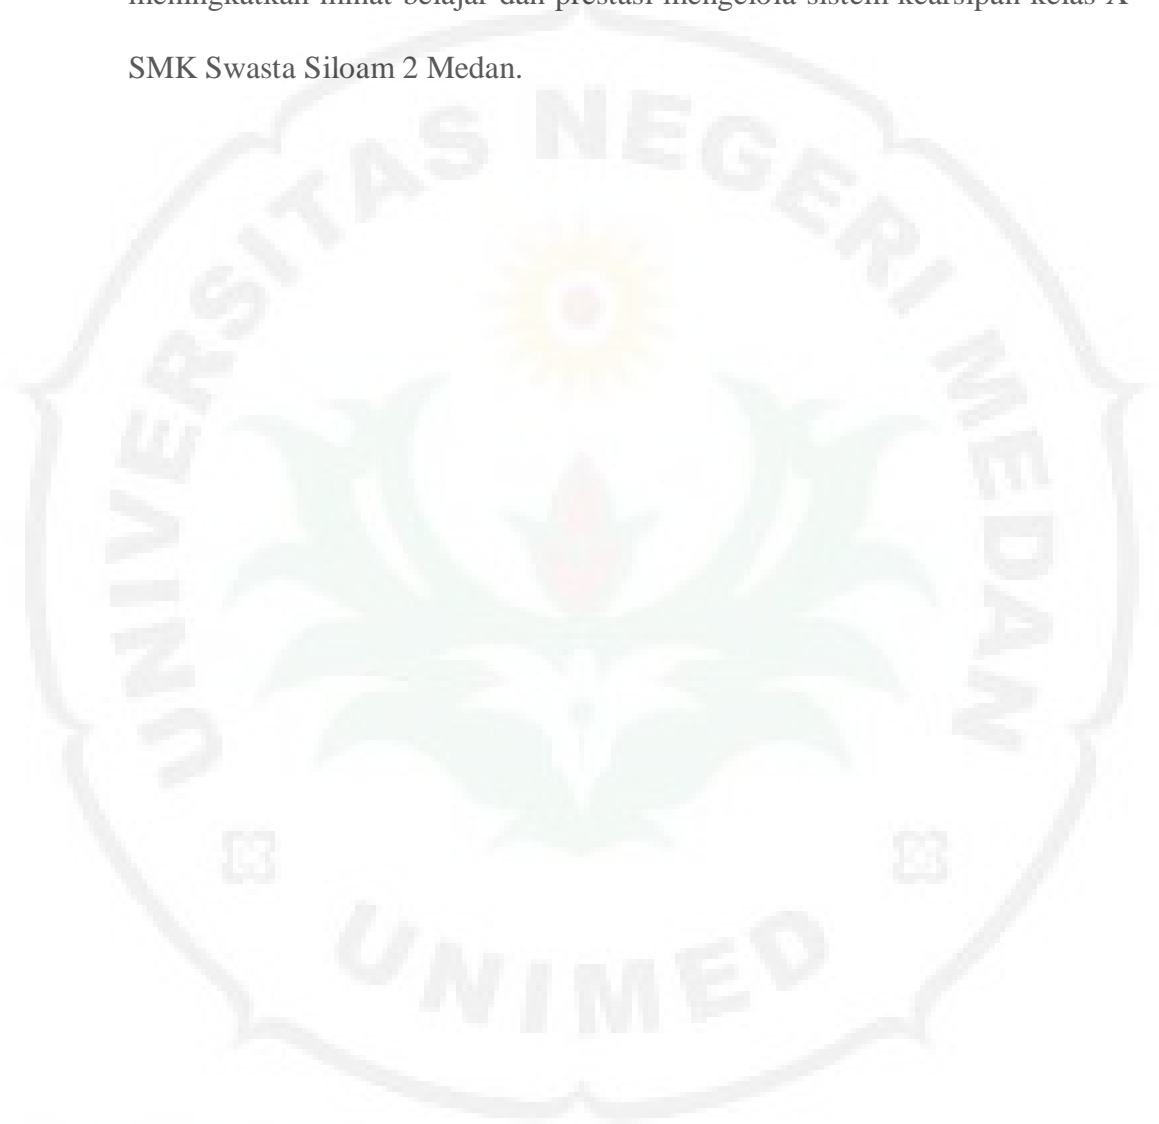 meningkatkan minat belajar dan prestasi mengelola sistem kearsipan kelas X
SMK Swasta Siloam 2 Medan.
UNIVERSITAS NEGERI MEDAN
UNIMED